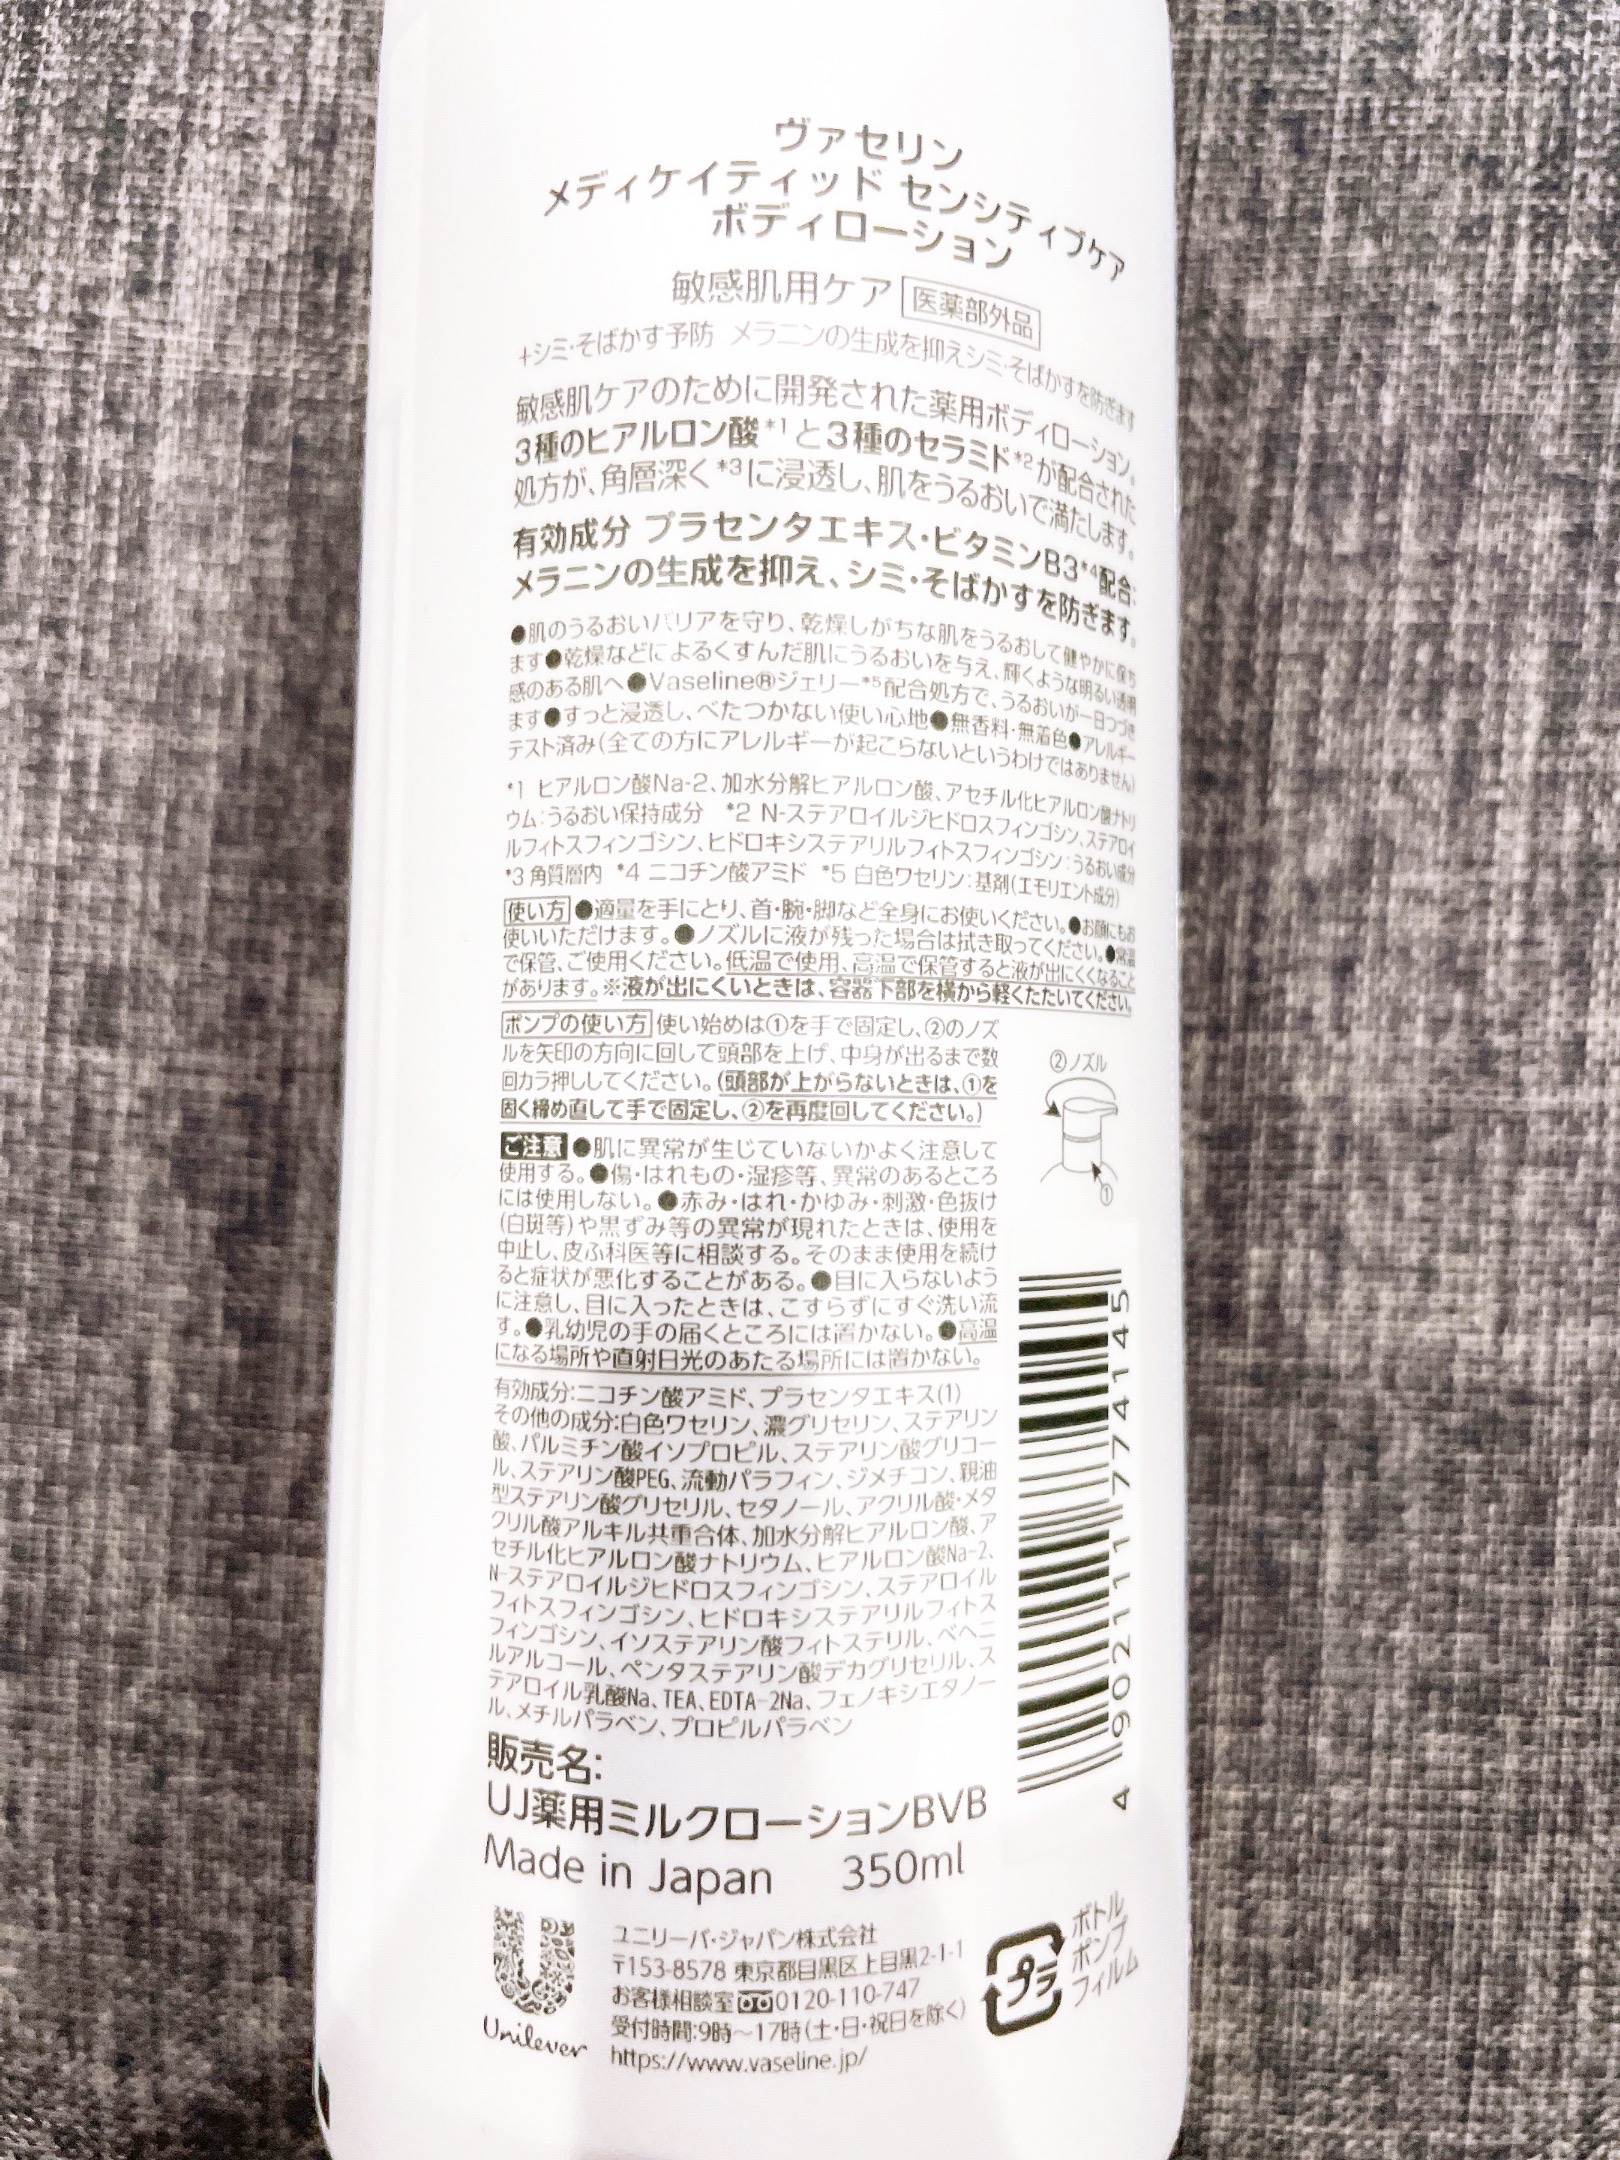 ヴァセリン
メディケイティッド センシティブケア
ボディローション
敏感肌用ケア 医薬部外品
+シミ・そばかす予防 メラニンの生成を抑えシミ・そばかすを防ぎます
敏感肌ケアのために開発された薬用ボディローション。
3種のヒアルロン酸*1と3種のセラミド*2が配合された
処方が、角層深く*3に浸透し、肌をうるおいで満たします。
有効成分 プラセンタエキス・ビタミンB3*4配合:
メラニンの生成を抑え、シミ・そばかすを防ぎます。
●肌のうるおいバリアを守り、乾燥しがちな肌をうるおして健やかに保ち
ます●乾燥などによるくすんだ肌にうるおいを与え、輝くような明るい透明
感のある肌へ●Vaseline®ジェリー*5配合処方で、うるおいが一日つづき
ます●すっと浸透し、べたつかない使い心地●無香料・無着色●アレルギー
テスト済み(全ての方にアレルギーが起こらないというわけではありません)
*1 ヒアルロン酸Na-2、加水分解ヒアルロン酸、アセチル化ヒアルロン酸ナトリ
ウム:うるおい保持成分 *2 N-ステアロイルジヒドロスフィンゴシン、ステアロイ
ルフィトスフィンゴシン、ヒドロキシステアリルフィトスフィンゴシン:うるおい成分
*3 角質層内 *4 ニコチン酸アミド *5 白色ワセリン:基剤(エモリエント成分)
使い方 ●適量を手にとり、首・腕・脚など全身にお使いください。●お顔にもお
使いいただけます。●ノズルに液が残った場合は拭き取ってください。●常温
で保管、ご使用ください。低温で使用、高温で保管すると液が出にくくなること
があります。※液が出にくいときは、容器下部を横から軽くたたいてください。
ポンプの使い方 使い始めは①を手で固定し、②のノズ
ルを矢印の方向に回して頭部を上げ、中身が出るまで数
回カラ押ししてください。(頭部が上がらないときは、①を
固く締め直して手で固定し、②を再度回してください。)
②ノズル
①
ご注意 ●肌に異常が生じていないかよく注意して
使用する。●傷・はれもの・湿疹等、異常のあるところ
には使用しない。●赤み・はれ・かゆみ・刺激・色抜け
(白斑等)や黒ずみ等の異常が現れたときは、使用を
中止し、皮ふ科医等に相談する。そのまま使用を続け
ると症状が悪化することがある。●目に入らないよう
に注意し、目に入ったときは、こすらずにすぐ洗い流
す。●乳幼児の手の届くところには置かない。●高温
になる場所や直射日光のあたる場所には置かない。
有効成分:ニコチン酸アミド、プラセンタエキス(1)
その他の成分:白色ワセリン、濃グリセリン、ステアリン
酸、パルミチン酸イソプロピル、ステアリン酸グリコー
ル、ステアリン酸PEG、流動パラフィン、ジメチコン、親油
型ステアリン酸グリセリル、セタノール、アクリル酸・メタ
クリル酸アルキル共重合体、加水分解ヒアルロン酸、ア
セチル化ヒアルロン酸ナトリウム、ヒアルロン酸Na-2、
N-ステアロイルジヒドロスフィンゴシン、ステアロイル
フィトスフィンゴシン、ヒドロキシステアリルフィトス
フィンゴシン、イソステアリン酸フィトステリル、ベヘニ
ルアルコール、ペンタステアリン酸デカグリセリル、ス
テアロイル乳酸Na、TEA、EDTA-2Na、フェノキシエタノー
ル、メチルパラベン、プロピルパラベン
4 902111 774145
販売名:
UJ薬用ミルクローションBVB
Made in Japan 350ml
Unilever
ユニリーバ・ジャパン株式会社
〒153-8578 東京都目黒区上目黒2-1-1
お客様相談室 0120-110-747
受付時間:9時～17時(土・日・祝日を除く)
https://www.vaseline.jp/
プラ
ボトル
ポンプ
フィルム